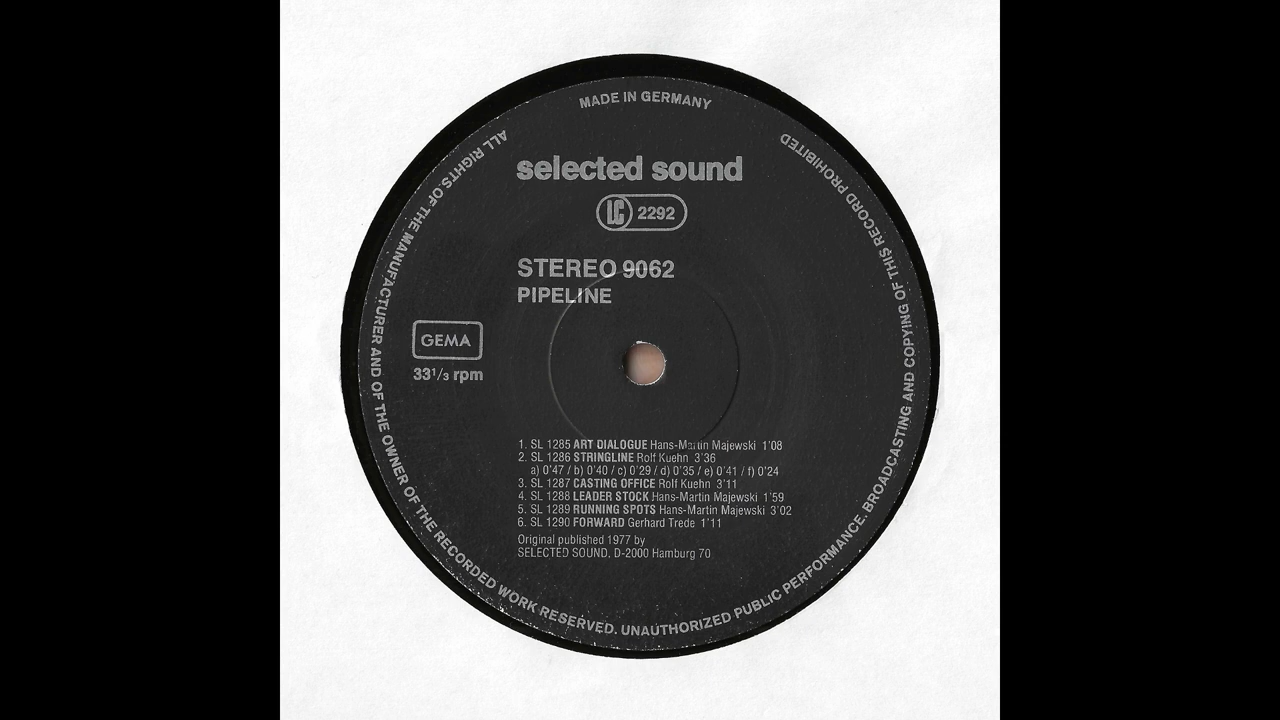 MADE IN GERMANY
selected sound
LC 2292
STEREO 9062
PIPELINE
GEMA
33 1/3 rpm
1. SL 1285 ART DIALOGUE Hans-Martin Majewski 1'08
2. SL 1286 STRINGLINE Rolf Kuehn 3'36
a) 0'47 / b) 0'40 / c) 0'29 / d) 0'35 / e) 0'41 / f) 0'24
3. SL 1287 CASTING OFFICE Rolf Kuehn 3'11
4. SL 1288 LEADER STOCK Hans-Martin Majewski 1'59
5. SL 1289 RUNNING SPOTS Hans-Martin Majewski 3'02
6. SL 1290 FORWARD Gerhard Trede 1'11
Original published 1977 by
SELECTED SOUND, D-2000 Hamburg 70
ALL RIGHTS OF THE MANUFACTURER AND OF THE OWNER OF THE RECORDED WORK RESERVED. UNAUTHORIZED PUBLIC PERFORMANCE. BROADCASTING AND COPYING OF THIS RECORD PROHIBITED